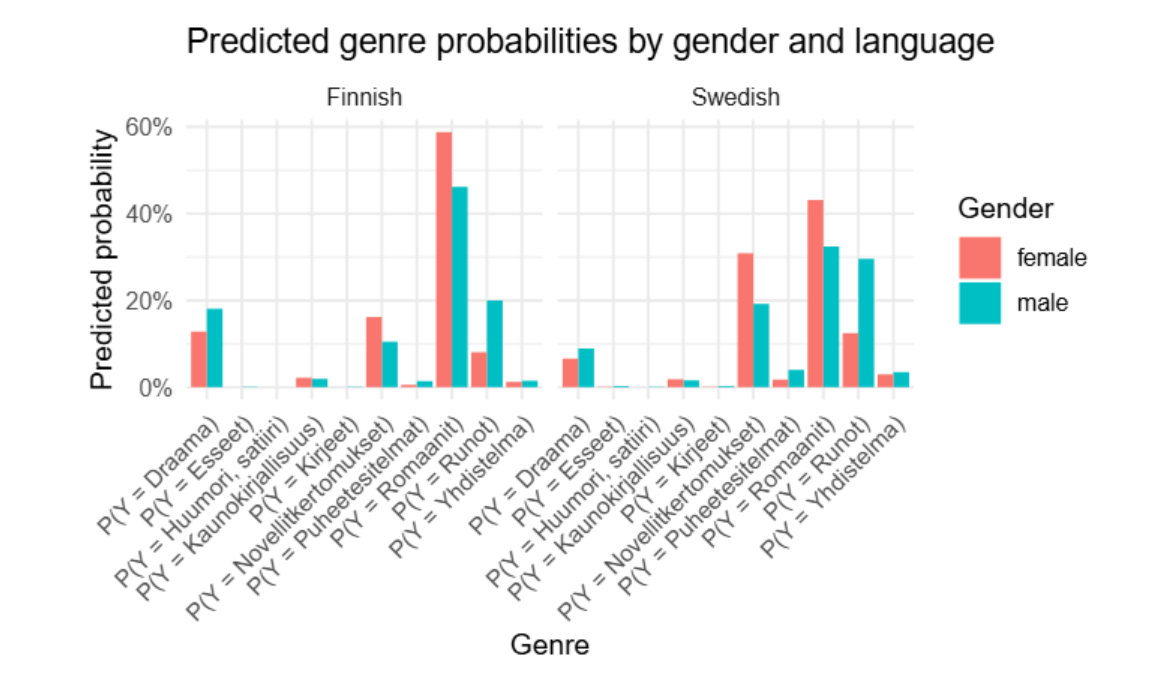 Predicted genre probabilities by gender and language
Finnish
Swedish
Predicted probability
60%
40%
20%
0%
P(Y = Draama)
P(Y = Esseet)
P(Y = Huumori, satiiri)
P(Y = Kaunokirjallisuus)
P(Y = Kirjeet)
P(Y = Novellitkertomukset)
P(Y = Puheetesitelmat)
P(Y = Romaanit)
P(Y = Runot)
P(Y = Yhdistelma)
P(Y = Draama)
P(Y = Esseet)
P(Y = Huumori, satiiri)
P(Y = Kaunokirjallisuus)
P(Y = Kirjeet)
P(Y = Novellitkertomukset)
P(Y = Puheetesitelmat)
P(Y = Romaanit)
P(Y = Runot)
P(Y = Yhdistelma)
Genre
Gender
female
male